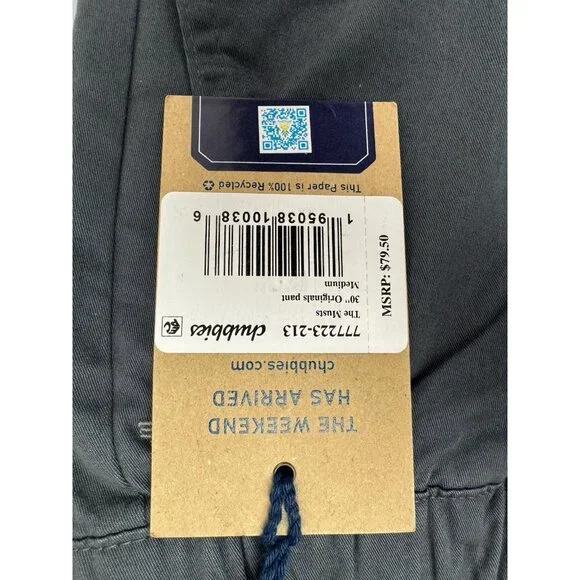 THE WEEKEND
HAS ARRIVED
chubbies.com
777223-213 chubbies
The Musts
30" Originals pant
Medium
1 95038 10038 6
MSRP: $79.50
This Paper is 100% Recycled